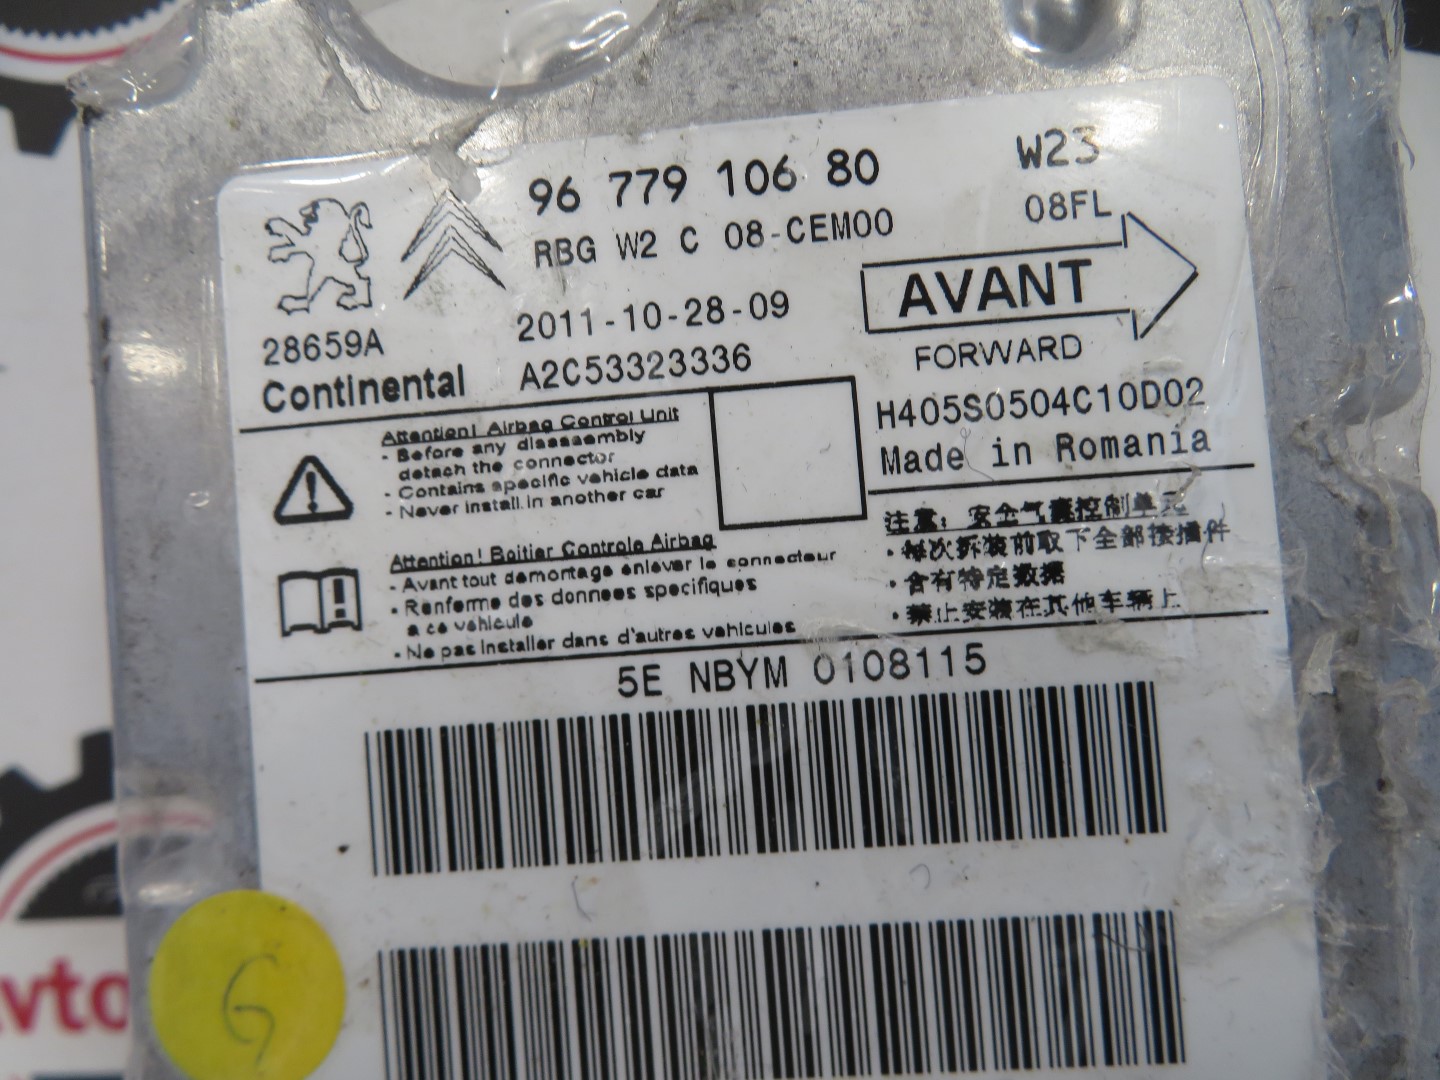 96 779 106 80
W23
RBG W2 C 08-CEM00
08FL
28659A
2011-10-28-09
AVANT
FORWARD
Continental
A2C53323336
H405S0504C10D02
Made in Romania
Attention! Airbag Control Unit
- Before any disassembly
detach the connector
- Contains specific vehicle data
- Never install in another car
Attention! Boitier Controle Airbag
- Avant tout demontage enlever le connecteur
- Renferme des donnees specifiques
a ce vehicule
- Ne pas installer dans d'autres vehicules
注意：安全气囊控制单元
· 每次拆装前取下全部接插件
· 含有特定数据
· 禁止安装在其他车辆上
5E NBYM 0108115
G
Avto